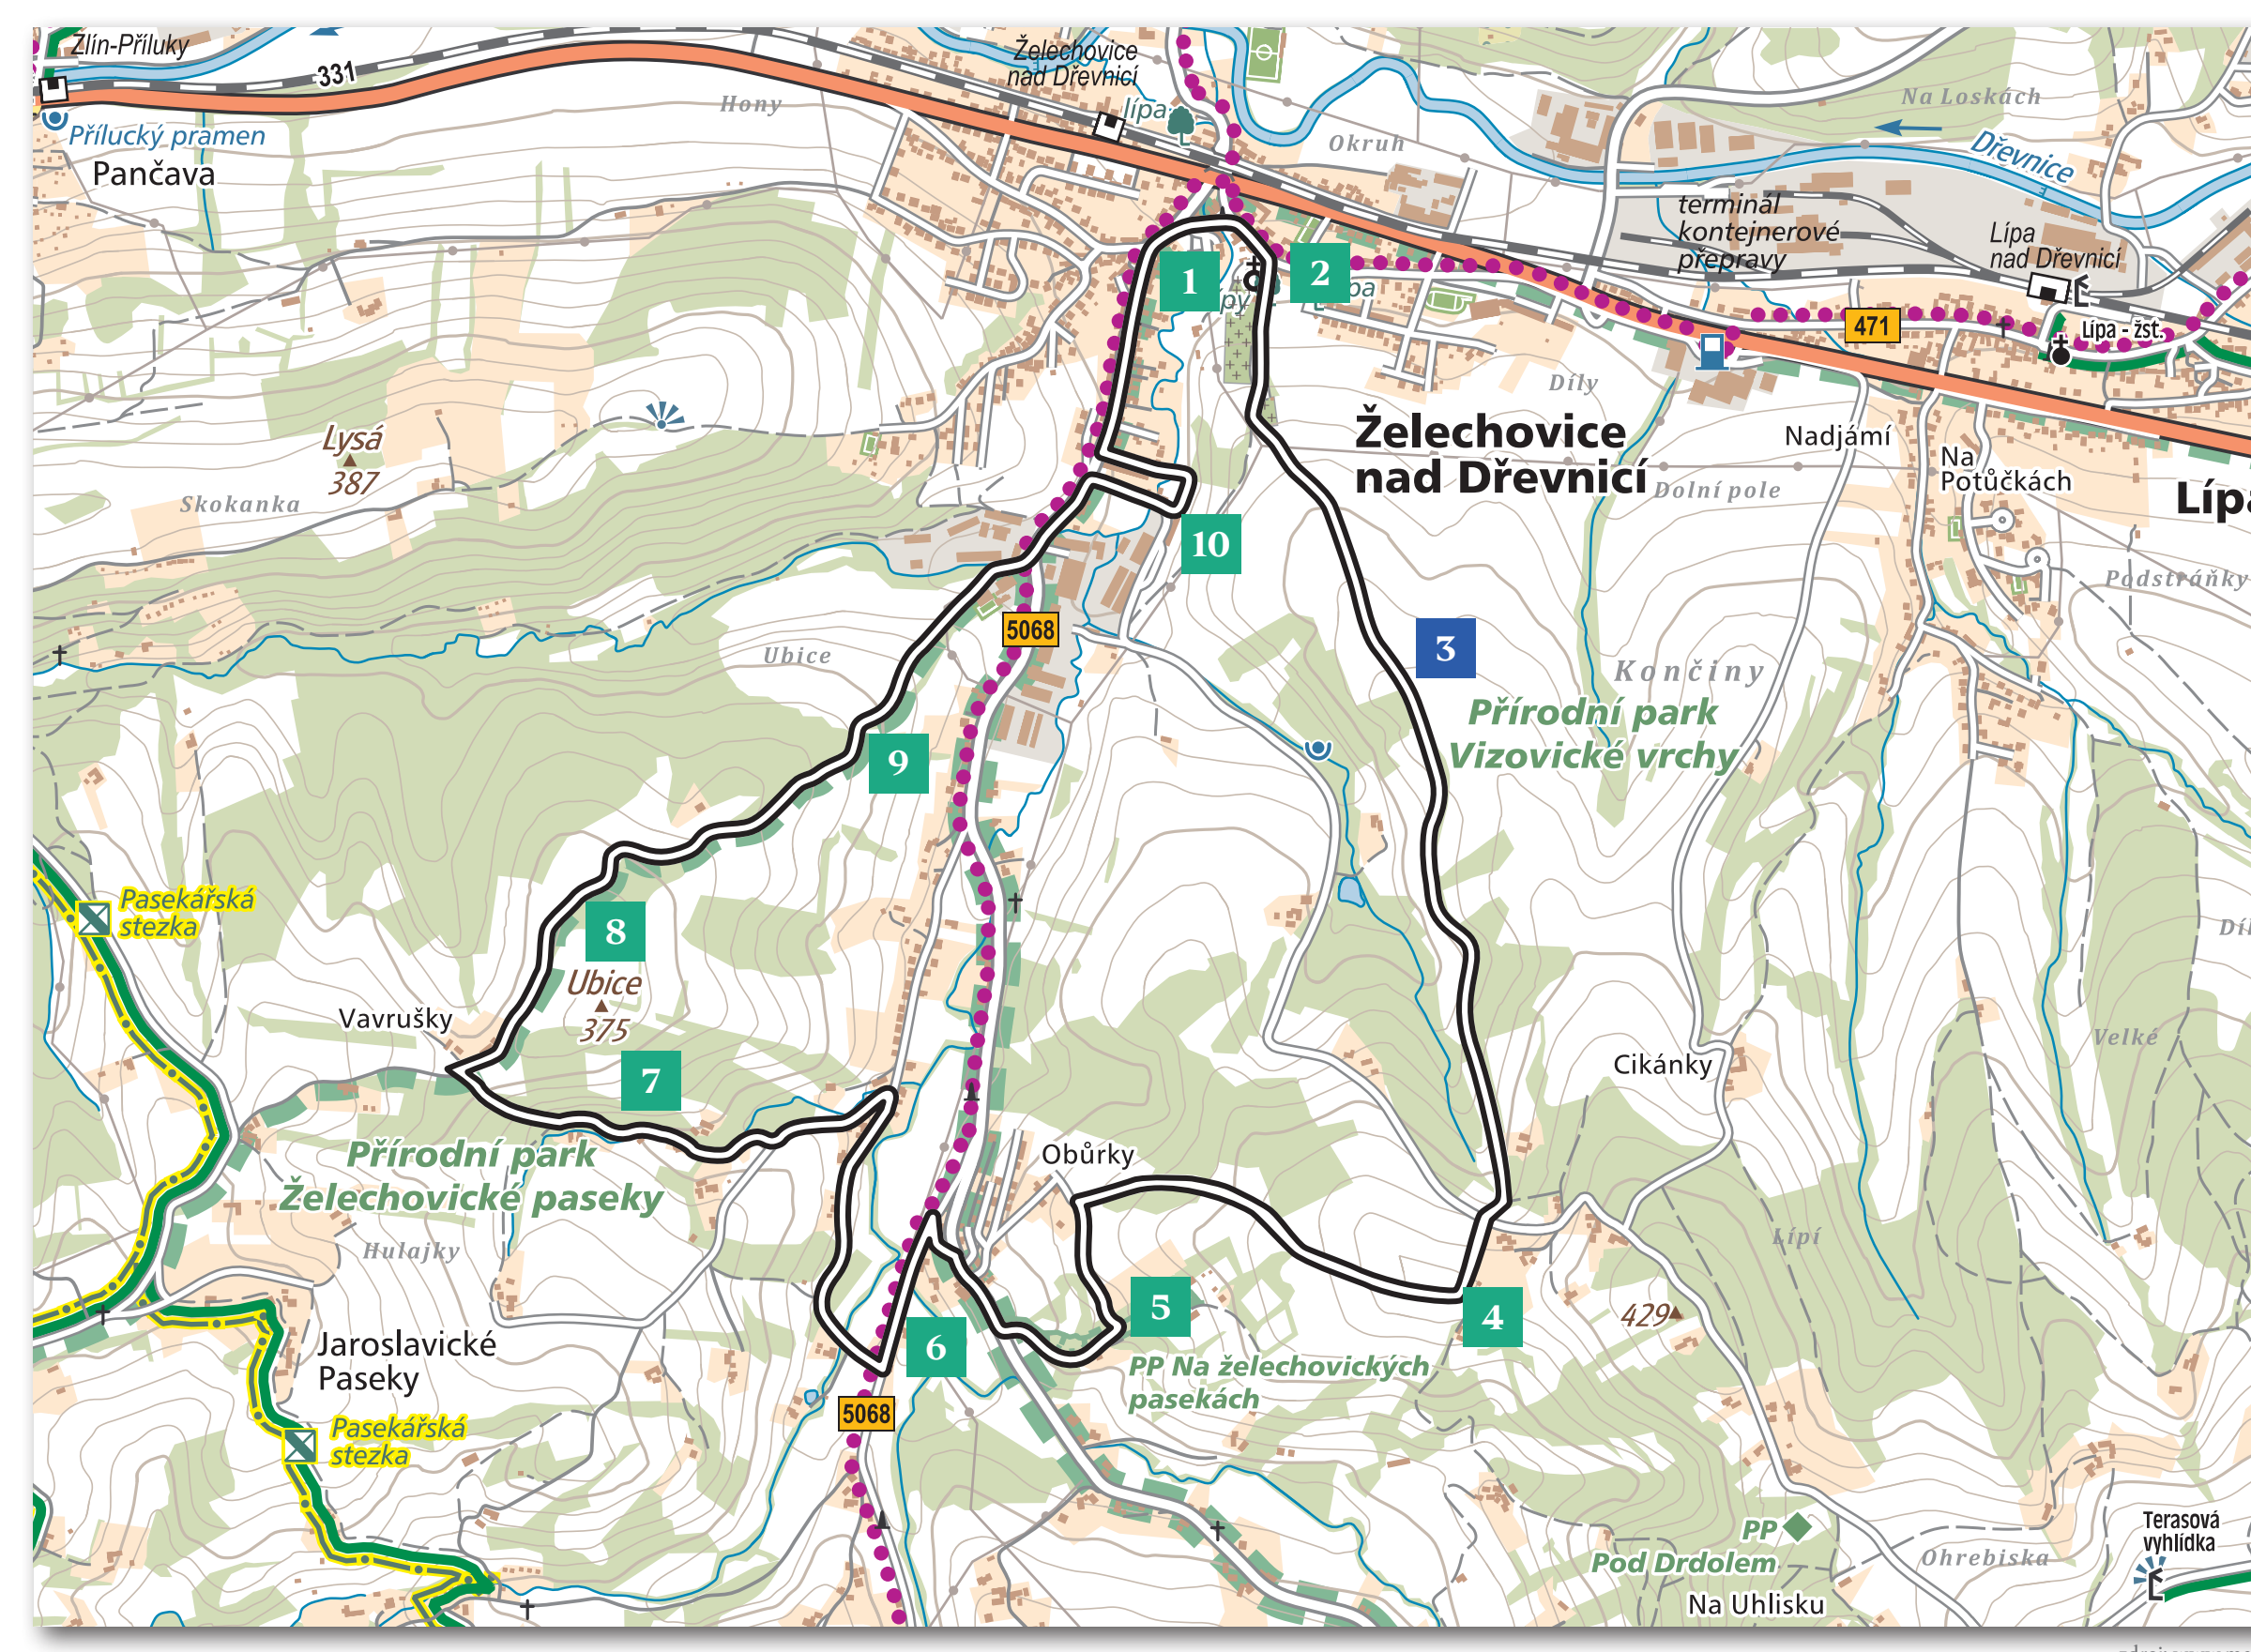 Zlín-Příluky
331
Želechovice
nad Dřevnicí
lípa
Hony
Okruh
Na Loskách
Přílucký pramen
Pančava
Dřevnice
terminál
kontejnerové
přepravy
Lípa
nad Dřevnicí
1
2
471
Lípa - žst.
Díly
Želechovice
nad Dřevnicí
Nadjámí
Na
Potůčkách
Lysá
387
Skokanka
Dolní pole
10
Podstráňky
5068
Ubice
3
Končiny
Přírodní park
Vizovické vrchy
9
Pasekářská
stezka
8
Ubice
375
Vavrušky
7
Velké
Cikánky
Přírodní park
Želechovické paseky
Obůrky
Hulajky
Lípí
5
4
429
6
Jaroslavické
Paseky
PP Na želechovických
pasekách
5068
Pasekářská
stezka
PP
Pod Drdolem
Ohrebiska
Terasová
vyhlídka
Na Uhlisku